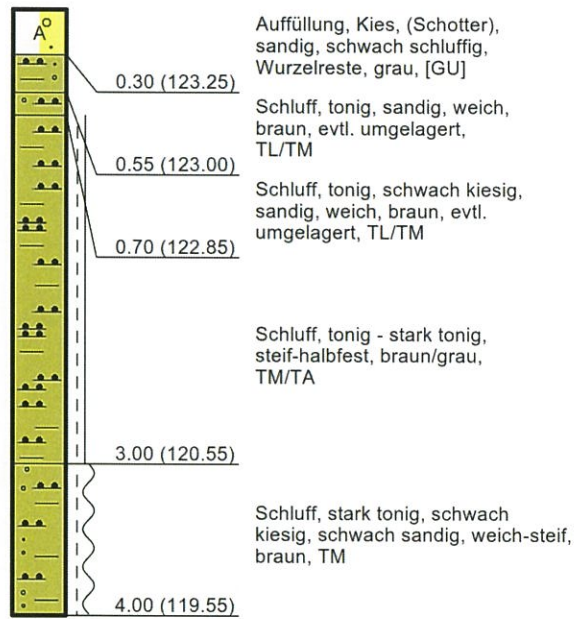 A
Auffüllung, Kies, (Schotter),
sandig, schwach schluffig,
Wurzelreste, grau, [GU]
0.30 (123.25)
Schluff, tonig, sandig, weich,
braun, evtl. umgelagert,
TL/TM
0.55 (123.00)
Schluff, tonig, schwach kiesig,
sandig, weich, braun, evtl.
umgelagert, TL/TM
0.70 (122.85)
Schluff, tonig - stark tonig,
steif-halbfest, braun/grau,
TM/TA
3.00 (120.55)
Schluff, stark tonig, schwach
kiesig, schwach sandig, weich-steif,
braun, TM
4.00 (119.55)